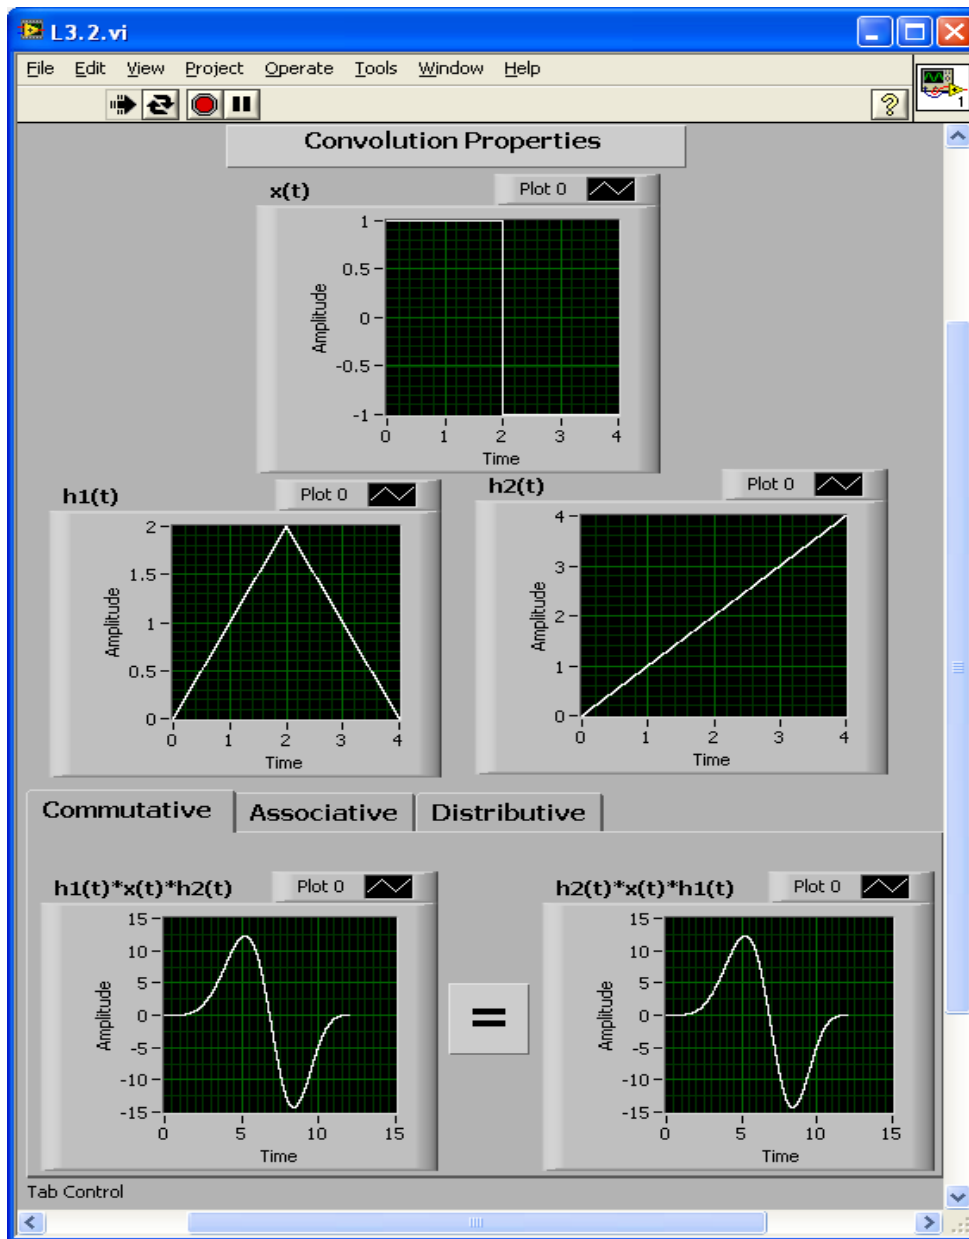 L3.2.vi
File Edit View Project Operate Tools Window Help
?
1
Convolution Properties
x(t)
Plot 0
1
0.5
0
-0.5
-1
Amplitude
0 1 2 3 4
Time
h1(t)
Plot 0
2
1.5
1
0.5
0
Amplitude
0 1 2 3 4
Time
h2(t)
Plot 0
4
3
2
1
0
Amplitude
0 1 2 3 4
Time
Commutative Associative Distributive
h1(t)*x(t)*h2(t)
Plot 0
15
10
5
0
-5
-10
-15
Amplitude
0 5 10 15
Time
=
h2(t)*x(t)*h1(t)
Plot 0
15
10
5
0
-5
-10
-15
Amplitude
0 5 10 15
Time
Tab Control